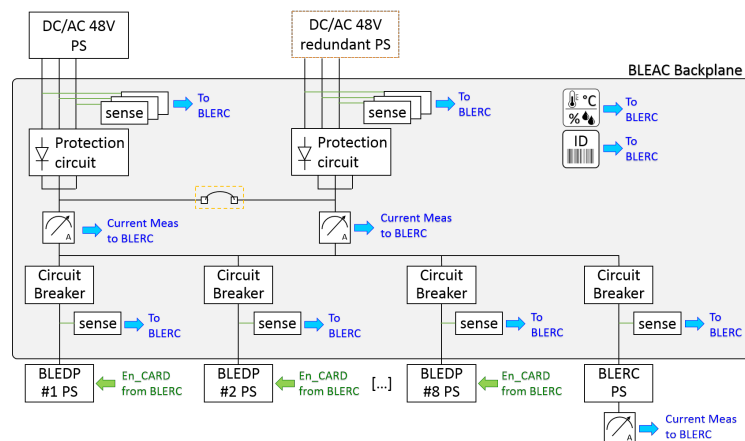 DC/AC 48V
PS
DC/AC 48V
redundant PS
BLEAC Backplane
sense
To
BLERC
sense
To
BLERC
°C
%
To
BLERC
ID
To
BLERC
Protection
circuit
Protection
circuit
A
Current Meas
to BLERC
A
Current Meas
to BLERC
Circuit
Breaker
Circuit
Breaker
Circuit
Breaker
Circuit
Breaker
sense
To
BLERC
sense
To
BLERC
sense
To
BLERC
sense
To
BLERC
BLEDP
#1 PS
En_CARD
from BLERC
BLEDP
#2 PS
En_CARD
from BLERC
[...]
BLEDP
#8 PS
En_CARD
from BLERC
BLERC
PS
A
Current Meas
to BLERC